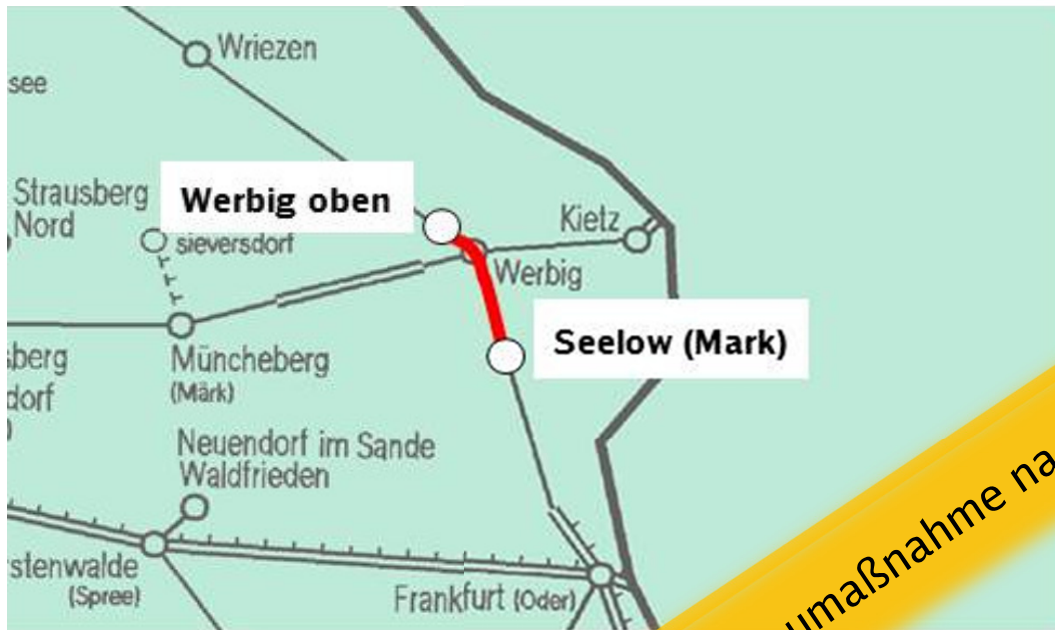 Wriezen
see
Strausberg
Nord
Werbig oben
sieversdorf
Kietz
Werbig
Seelow (Mark)
sberg
dorf
)
Müncheberg
(Märk)
Neuendorf im Sande
Waldfrieden
stenwalde
(Spree)
Frankfurt (Oder)
umaßnahme na